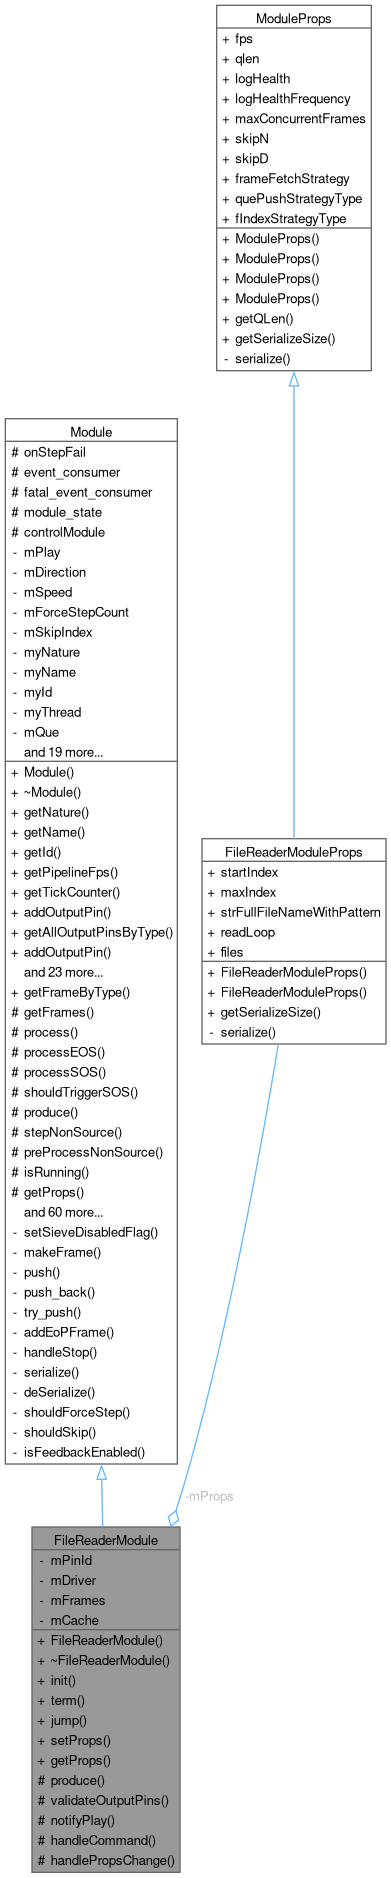 ModuleProps
+ fps
+ qlen
+ logHealth
+ logHealthFrequency
+ maxConcurrentFrames
+ skipN
+ skipD
+ frameFetchStrategy
+ quePushStrategyType
+ fIndexStrategyType
+ ModuleProps()
+ ModuleProps()
+ ModuleProps()
+ ModuleProps()
+ getQLen()
+ getSerializeSize()
- serialize()
Module
# onStepFail
# event_consumer
# fatal_event_consumer
# module_state
# controlModule
- mPlay
- mDirection
- mSpeed
- mForceStepCount
- mSkipIndex
- myNature
- myName
- myId
- myThread
- mQue
and 19 more...
+ Module()
+ ~Module()
+ getNature()
+ getName()
+ getId()
+ getPipelineFps()
+ getTickCounter()
+ addOutputPin()
+ getAllOutputPinsByType()
+ addOutputPin()
and 23 more...
+ getFrameByType()
# getFrames()
# process()
# processEOS()
# processSOS()
# shouldTriggerSOS()
# produce()
# stepNonSource()
# preProcessNonSource()
# isRunning()
# getProps()
and 60 more...
- setSieveDisabledFlag()
- makeFrame()
- push()
- push_back()
- try_push()
- addEoPFrame()
- handleStop()
- serialize()
- deSerialize()
- shouldForceStep()
- shouldSkip()
- isFeedbackEnabled()
FileReaderModuleProps
+ startIndex
+ maxIndex
+ strFullFileNameWithPattern
+ readLoop
+ files
+ FileReaderModuleProps()
+ FileReaderModuleProps()
+ getSerializeSize()
- serialize()
-mProps
FileReaderModule
- mPinId
- mDriver
- mFrames
- mCache
+ FileReaderModule()
+ ~FileReaderModule()
+ init()
+ term()
+ jump()
+ setProps()
+ getProps()
# produce()
# validateOutputPins()
# notifyPlay()
# handleCommand()
# handlePropsChange()